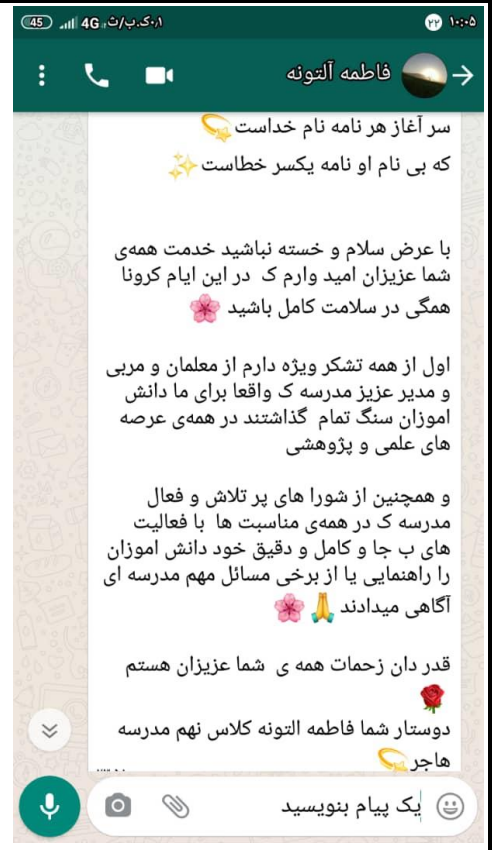 ۱۰:۰۵ ۲۲ ۰٫۱ک.ب/ث 4G 45
فاطمه آلتونه
سر آغاز هر نامه نام خداست💫
که بی نام او نامه یکسر خطاست✨
با عرض سلام و خسته نباشید خدمت همه‌ی
شما عزیزان امید وارم ک در این ایام کرونا
همگی در سلامت کامل باشید 🌸
اول از همه تشکر ویژه دارم از معلمان و مربی
و مدیر عزیز مدرسه ک واقعا برای ما دانش
اموزان سنگ تمام گذاشتند در همه‌ی عرصه
های علمی و پژوهشی
و همچنین از شورا های پر تلاش و فعال
مدرسه ک در همه‌ی مناسبت ها با فعالیت
های ب جا و کامل و دقیق خود دانش اموزان
را راهنمایی یا از برخی مسائل مهم مدرسه ای
آگاهی میدادند 🙏🌸
قدر دان زحمات همه ی شما عزیزان هستم
🌹
دوستار شما فاطمه التونه کلاس نهم مدرسه
هاجر💫
یک پیام بنویسید